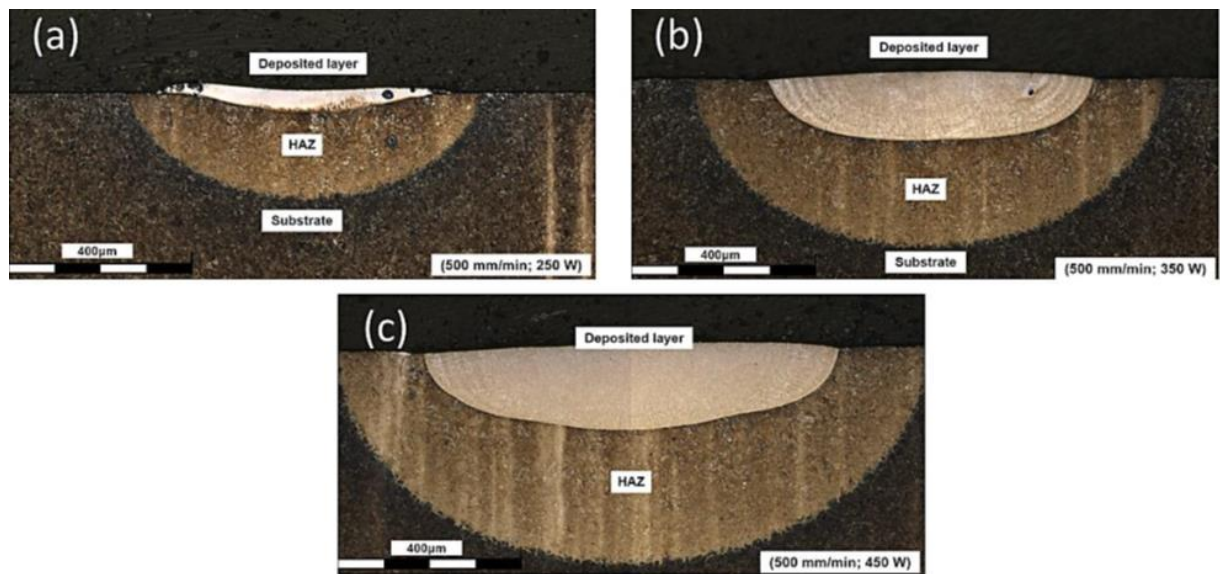 (a)
Deposited layer
HAZ
Substrate
400µm
(500 mm/min; 250 W)
(b)
Deposited layer
HAZ
400µm
Substrate
(500 mm/min; 350 W)
(c)
Deposited layer
HAZ
400µm
(500 mm/min; 450 W)